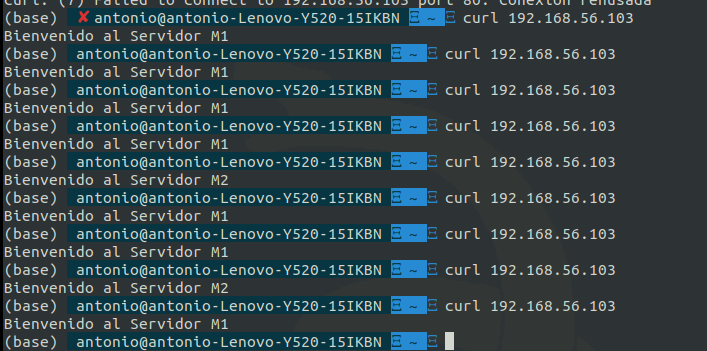 curl: (7) Failed to connect to 192.168.56.103 port 80: Conexión rehusada
(base) ✘ antonio@antonio-Lenovo-Y520-15IKBN ~ curl 192.168.56.103
Bienvenido al Servidor M1
(base) antonio@antonio-Lenovo-Y520-15IKBN ~ curl 192.168.56.103
Bienvenido al Servidor M1
(base) antonio@antonio-Lenovo-Y520-15IKBN ~ curl 192.168.56.103
Bienvenido al Servidor M1
(base) antonio@antonio-Lenovo-Y520-15IKBN ~ curl 192.168.56.103
Bienvenido al Servidor M1
(base) antonio@antonio-Lenovo-Y520-15IKBN ~ curl 192.168.56.103
Bienvenido al Servidor M2
(base) antonio@antonio-Lenovo-Y520-15IKBN ~ curl 192.168.56.103
Bienvenido al Servidor M1
(base) antonio@antonio-Lenovo-Y520-15IKBN ~ curl 192.168.56.103
Bienvenido al Servidor M1
(base) antonio@antonio-Lenovo-Y520-15IKBN ~ curl 192.168.56.103
Bienvenido al Servidor M2
(base) antonio@antonio-Lenovo-Y520-15IKBN ~ curl 192.168.56.103
Bienvenido al Servidor M1
(base) antonio@antonio-Lenovo-Y520-15IKBN ~